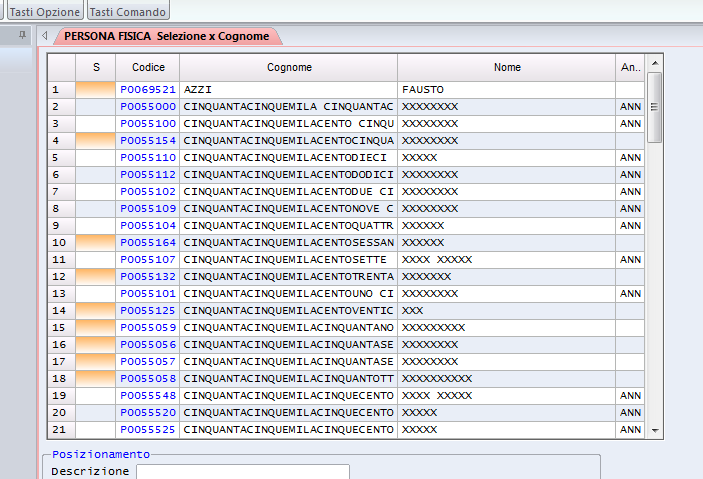 Tasti Opzione Tasti Comando
PERSONA FISICA Selezione x Cognome
S Codice Cognome Nome An..
1 P0069521 AZZI FAUSTO
2 P0055000 CINQUANTACINQUEMILA CINQUANTAC XXXXXXXX ANN
3 P0055100 CINQUANTACINQUEMILACENTO CINQU XXXXXXXX ANN
4 P0055154 CINQUANTACINQUEMILACENTOCINQUA XXXXXXXX
5 P0055110 CINQUANTACINQUEMILACENTODIECI XXXXX ANN
6 P0055112 CINQUANTACINQUEMILACENTODODICI XXXXXXXX ANN
7 P0055102 CINQUANTACINQUEMILACENTODUE CI XXXXXXXX ANN
8 P0055109 CINQUANTACINQUEMILACENTONOVE C XXXXXXXX ANN
9 P0055104 CINQUANTACINQUEMILACENTOQUATTR XXXXXX ANN
10 P0055164 CINQUANTACINQUEMILACENTOSESSAN XXXXXX
11 P0055107 CINQUANTACINQUEMILACENTOSETTE XXXX XXXXX ANN
12 P0055132 CINQUANTACINQUEMILACENTOTRENTA XXXXXXX
13 P0055101 CINQUANTACINQUEMILACENTOUNO CI XXXXXXXX ANN
14 P0055125 CINQUANTACINQUEMILACENTOVENTIC XXX
15 P0055059 CINQUANTACINQUEMILACINQUANTANO XXXXXXXXX
16 P0055056 CINQUANTACINQUEMILACINQUANTASE XXXXXXXX
17 P0055057 CINQUANTACINQUEMILACINQUANTASE XXXXXXXX
18 P0055058 CINQUANTACINQUEMILACINQUANTOTT XXXXXXXXXX
19 P0055548 CINQUANTACINQUEMILACINQUECENTO XXXX XXXXX ANN
20 P0055520 CINQUANTACINQUEMILACINQUECENTO XXXXX ANN
21 P0055525 CINQUANTACINQUEMILACINQUECENTO XXXXX ANN
Posizionamento
Descrizione